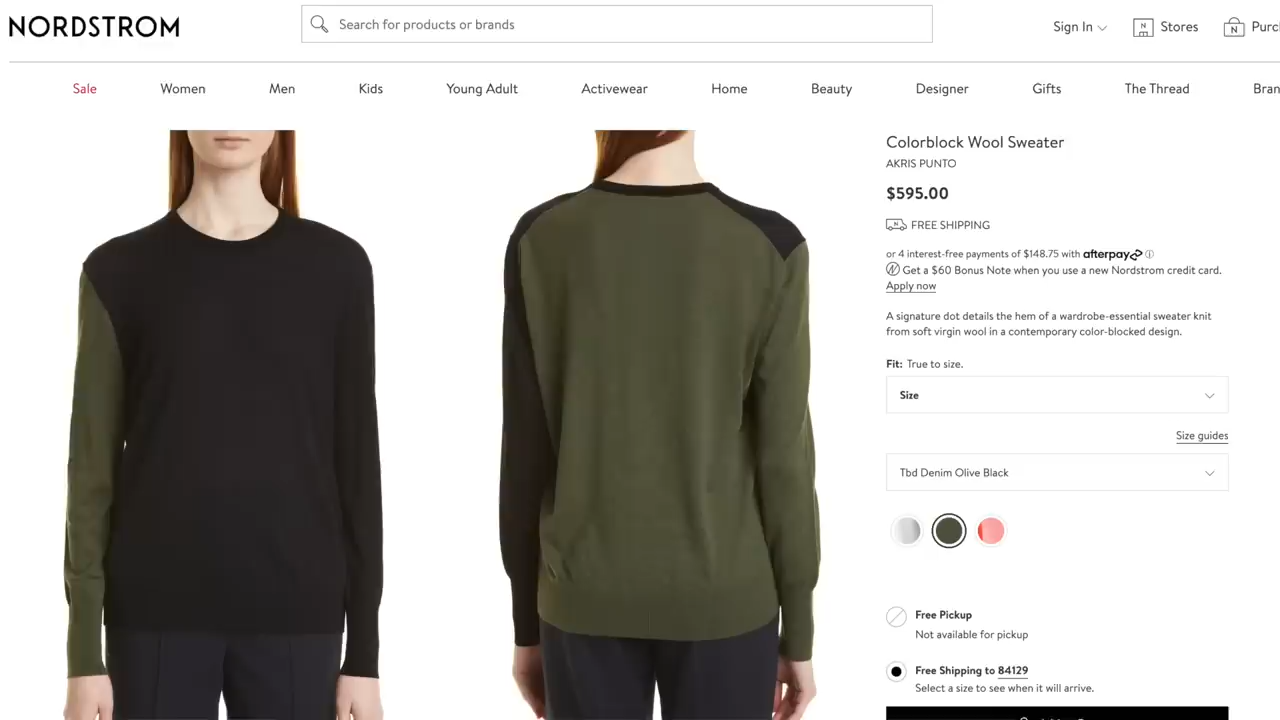 NORDSTROM
Search for products or brands
Sign In
N
Stores
N
Purc
Sale
Women
Men
Kids
Young Adult
Activewear
Home
Beauty
Designer
Gifts
The Thread
Bran
Colorblock Wool Sweater
AKRIS PUNTO
$595.00
FREE SHIPPING
or 4 interest-free payments of $148.75 with afterpay
Get a $60 Bonus Note when you use a new Nordstrom credit card.
Apply now
A signature dot details the hem of a wardrobe-essential sweater knit
from soft virgin wool in a contemporary color-blocked design.
Fit: True to size.
Size
Size guides
Tbd Denim Olive Black
Free Pickup
Not available for pickup
Free Shipping to 84129
Select a size to see when it will arrive.